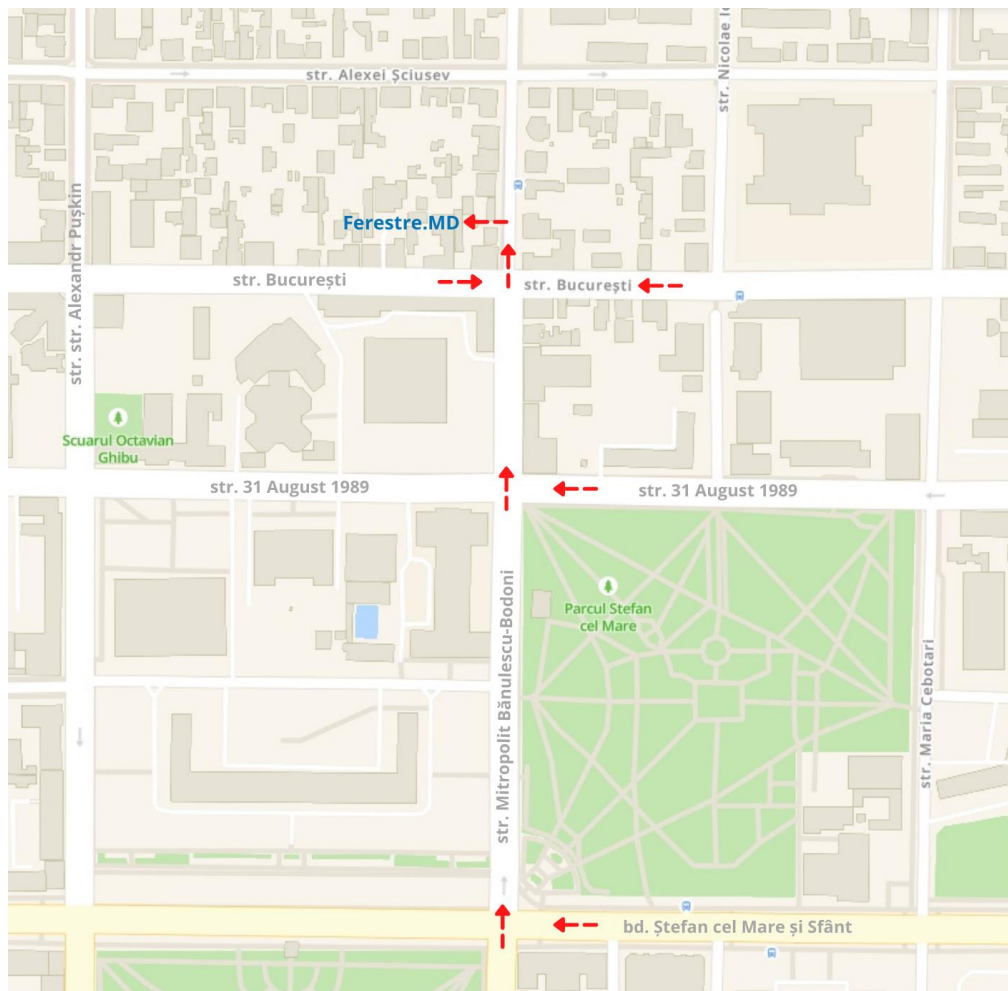 str. Alexei Șciusev
str. Nicolae
str. str. Alexandr Pușkin
Ferestre.MD
str. București
str. București
Scuarul Octavian
Ghibu
str. 31 August 1989
str. 31 August 1989
Parcul Stefan
cel Mare
str. Mitropolit Bănulescu-Bodoni
str. Maria Cebotari
bd. Ștefan cel Mare și Sfânt